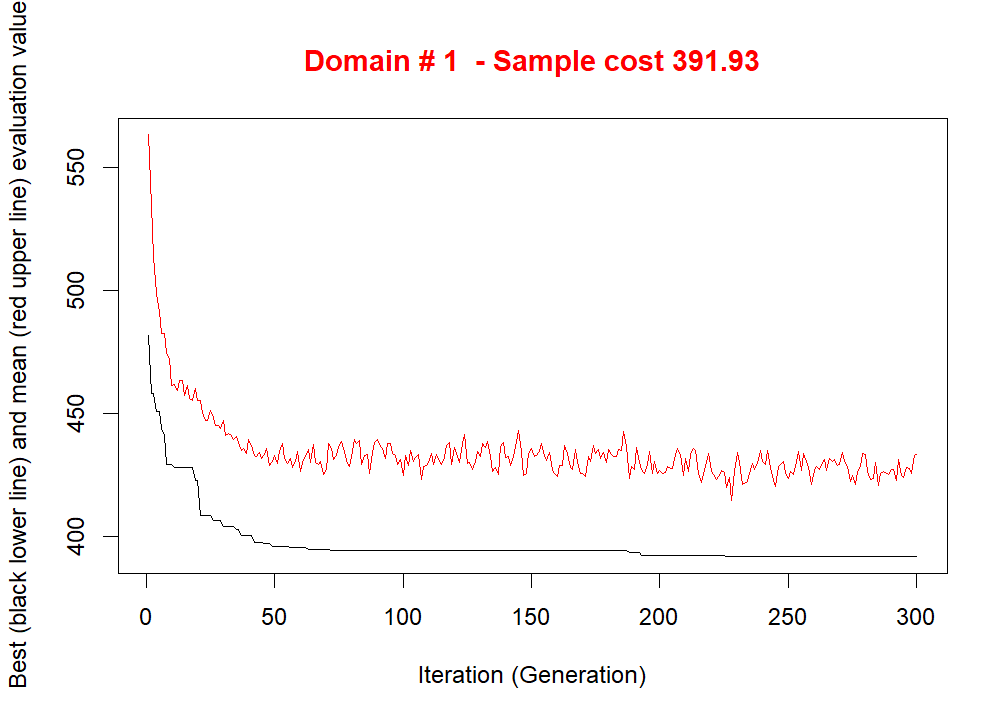 Domain # 1  - Sample cost 391.93
Best (black lower line) and mean (red upper line) evaluation value
550
500
450
400
0 50 100 150 200 250 300
Iteration (Generation)